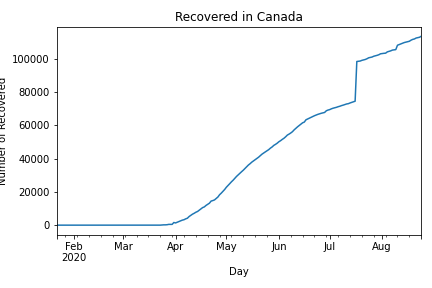 Recovered in Canada
Number of Recovered
100000
80000
60000
40000
20000
0
Feb Mar Apr May Jun Jul Aug
2020
Day